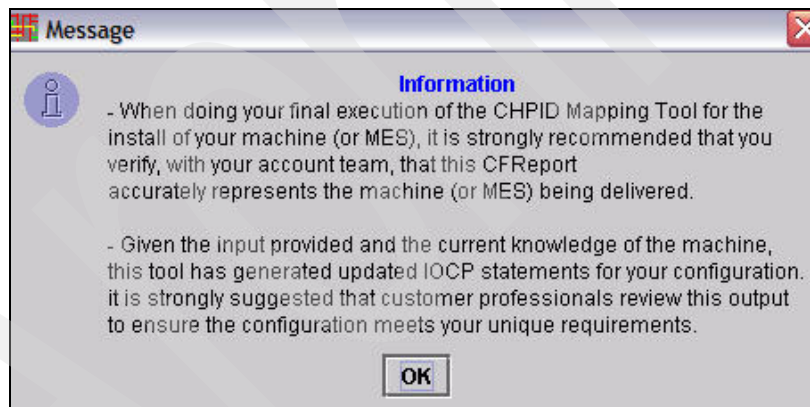 Message
Information
- When doing your final execution of the CHPID Mapping Tool for the
install of your machine (or MES), it is strongly recommended that you
verify, with your account team, that this CFReport
accurately represents the machine (or MES) being delivered.
- Given the input provided and the current knowledge of the machine,
this tool has generated updated IOCP statements for your configuration.
it is strongly suggested that customer professionals review this output
to ensure the configuration meets your unique requirements.
OK